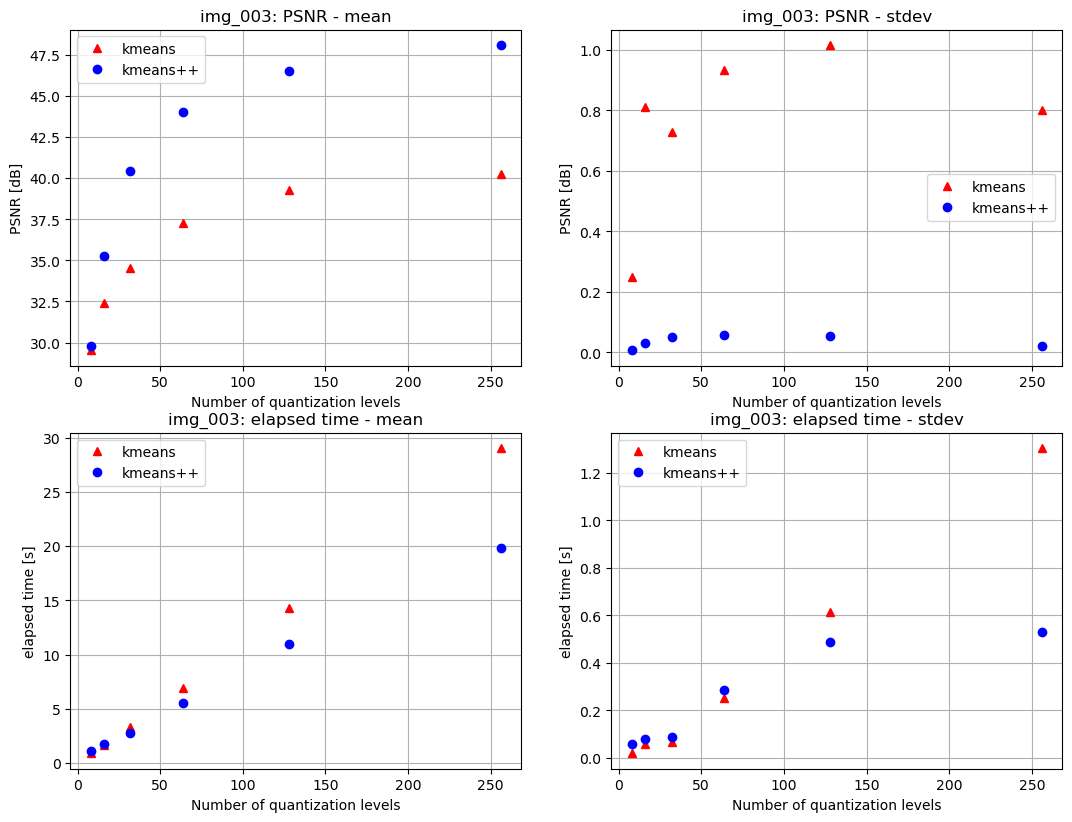 img_003: PSNR - mean
kmeans
kmeans++
PSNR [dB]
47.5
45.0
42.5
40.0
37.5
35.0
32.5
30.0
0 50 100 150 200 250
Number of quantization levels
img_003: PSNR - stdev
kmeans
kmeans++
PSNR [dB]
1.0
0.8
0.6
0.4
0.2
0.0
0 50 100 150 200 250
Number of quantization levels
img_003: elapsed time - mean
kmeans
kmeans++
elapsed time [s]
30
25
20
15
10
5
0
0 50 100 150 200 250
Number of quantization levels
img_003: elapsed time - stdev
kmeans
kmeans++
elapsed time [s]
1.2
1.0
0.8
0.6
0.4
0.2
0.0
0 50 100 150 200 250
Number of quantization levels